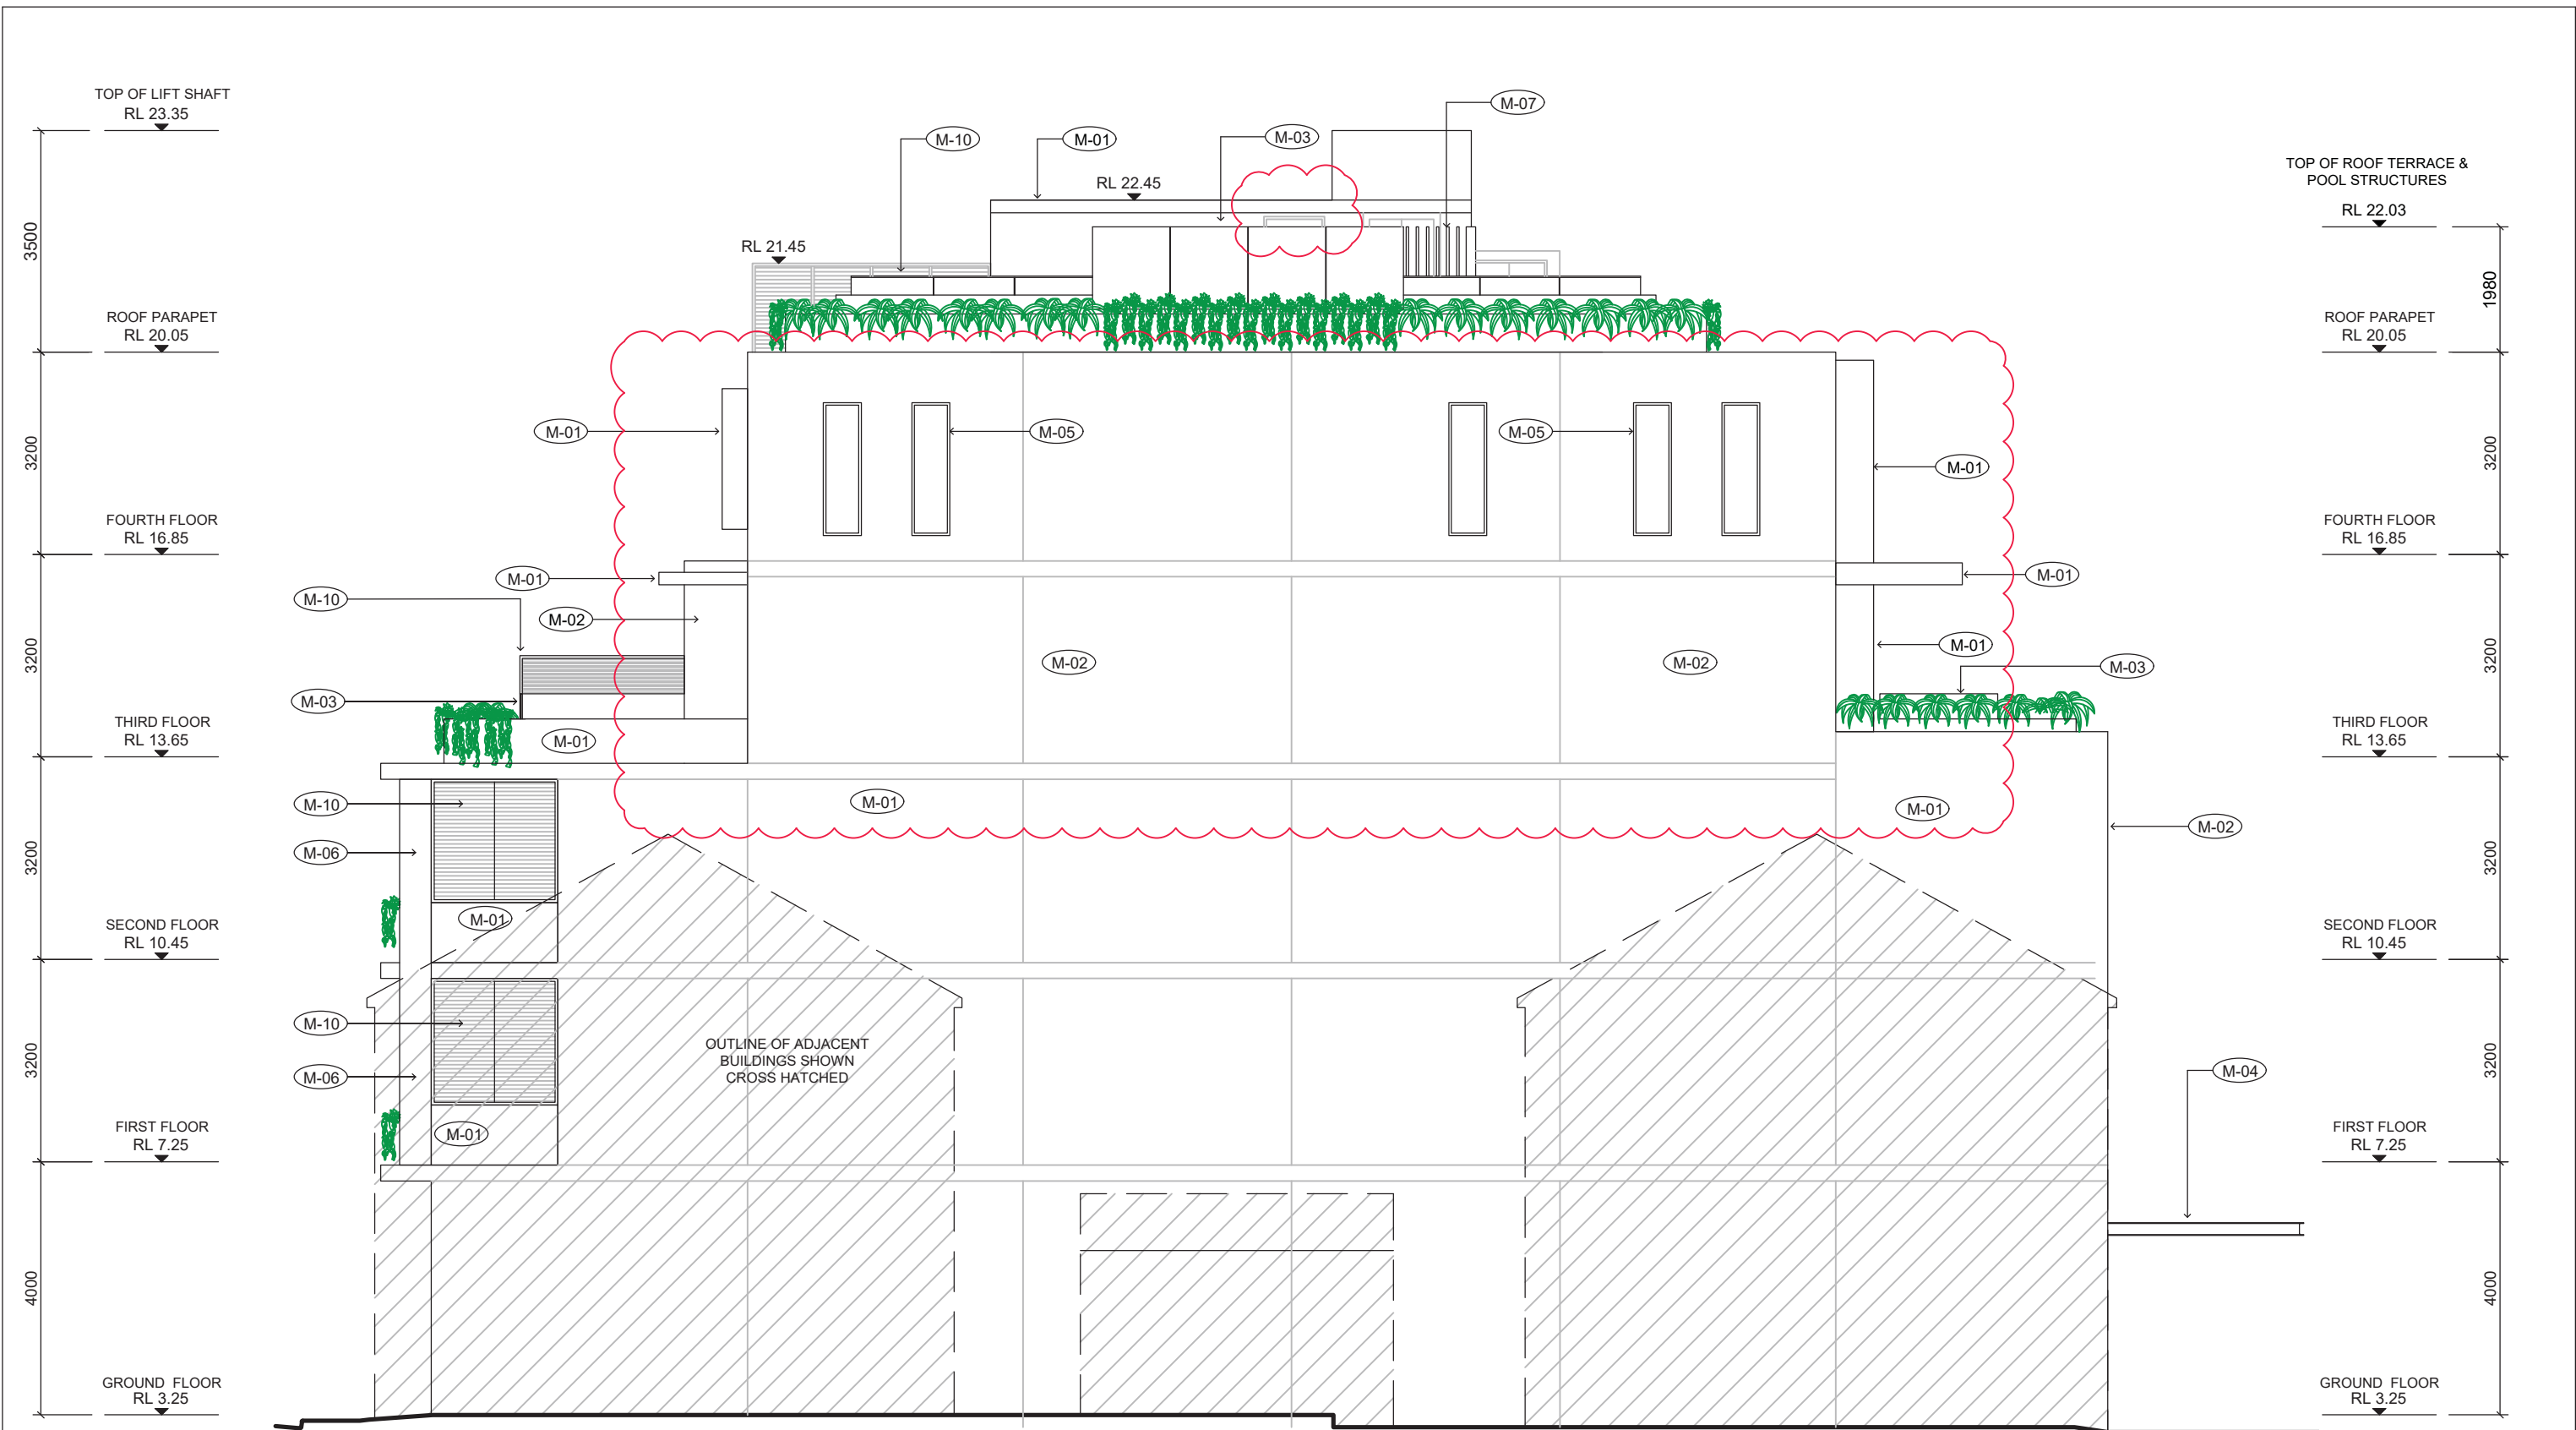 TOP OF LIFT SHAFT
RL 23.35
M-07
M-10
M-01
M-03
TOP OF ROOF TERRACE &
POOL STRUCTURES
RL 22.45
RL 22.03
3500
RL 21.45
1980
ROOF PARAPET
RL 20.05
ROOF PARAPET
RL 20.05
M-01
M-05
M-05
3200
M-01
3200
FOURTH FLOOR
RL 16.85
FOURTH FLOOR
RL 16.85
M-01
M-01
M-10
M-02
M-01
3200
M-02
M-02
M-03
3200
M-03
THIRD FLOOR
RL 13.65
M-01
THIRD FLOOR
RL 13.65
M-10
M-01
M-01
M-02
M-06
3200
3200
M-01
SECOND FLOOR
RL 10.45
SECOND FLOOR
RL 10.45
M-10
OUTLINE OF ADJACENT
BUILDINGS SHOWN
CROSS HATCHED
3200
3200
M-04
M-06
FIRST FLOOR
RL 7.25
M-01
FIRST FLOOR
RL 7.25
4000
4000
GROUND FLOOR
RL 3.25
GROUND FLOOR
RL 3.25